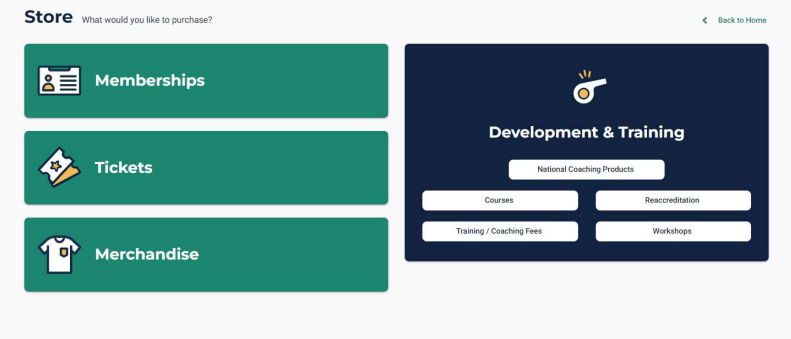 Store What would you like to purchase?
Back to Home
Memberships
Tickets
Merchandise
Development & Training
National Coaching Products
Courses
Reaccreditation
Training / Coaching Fees
Workshops